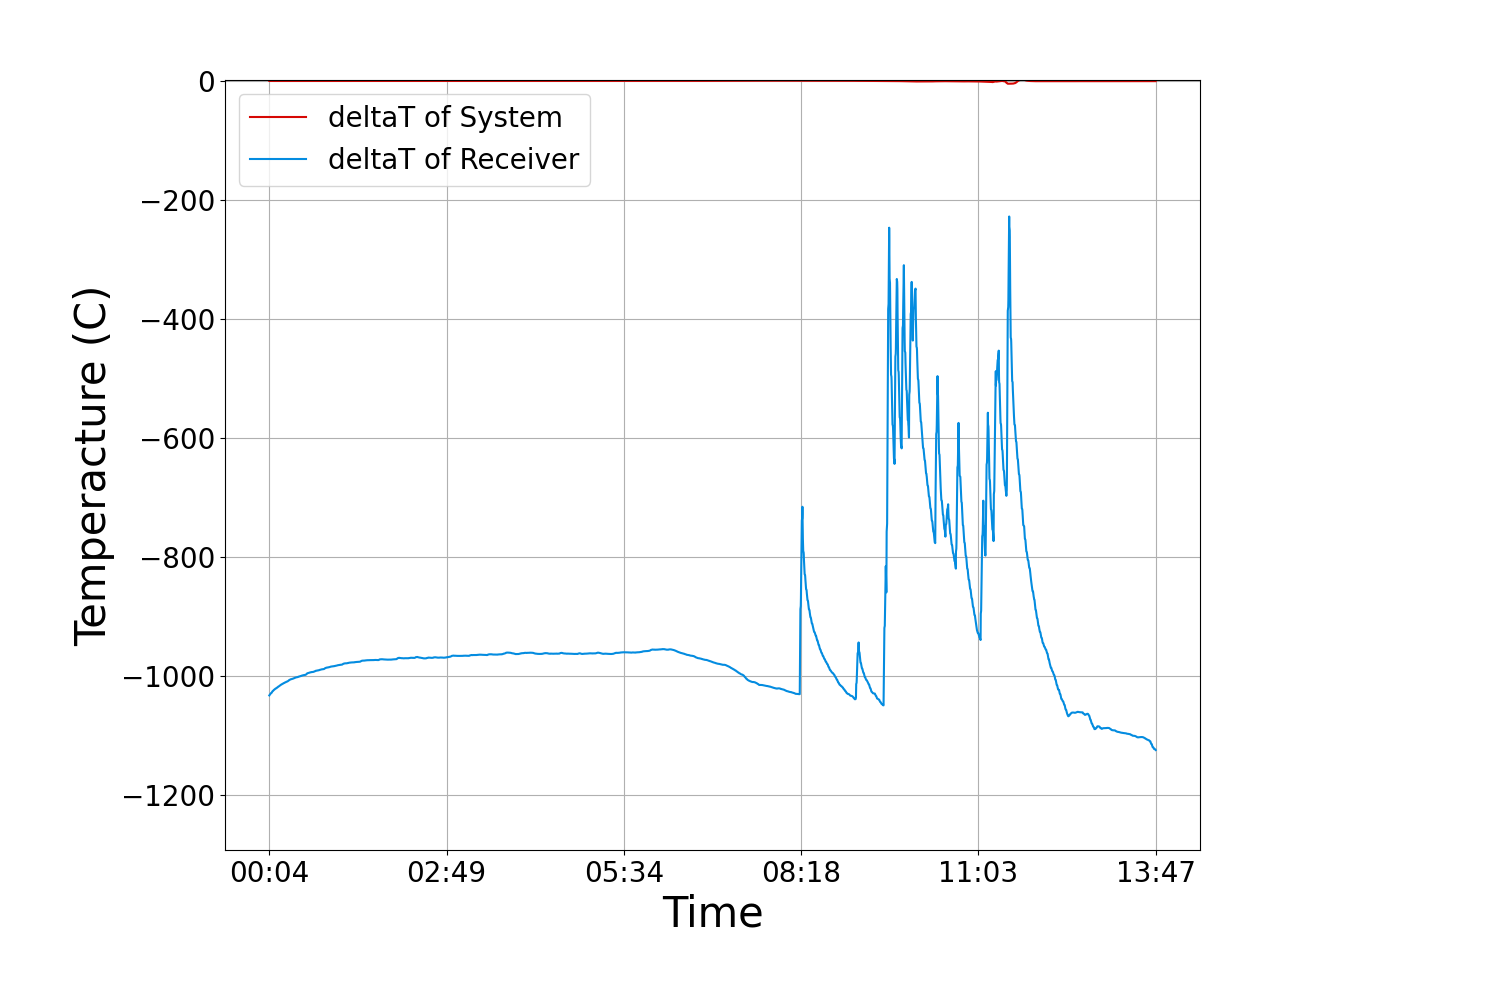 0
−200
−400
−600
−800
−1000
−1200
Temperacture (C)
deltaT of System
deltaT of Receiver
00:04 02:49 05:34 08:18 11:03 13:47
Time